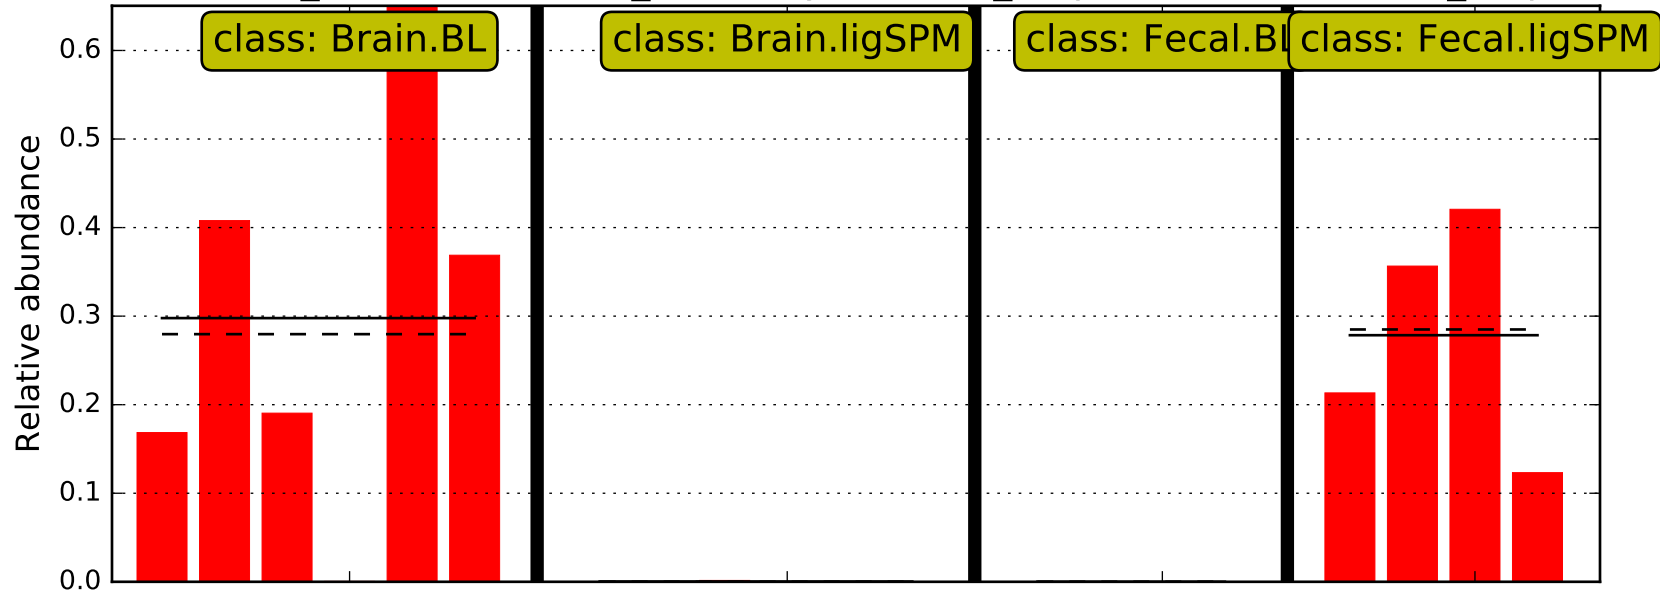 class: Brain.BL
class: Brain.ligSPM
class: Fecal.BL
class: Fecal.ligSPM
Relative abundance
0.6
0.5
0.4
0.3
0.2
0.1
0.0